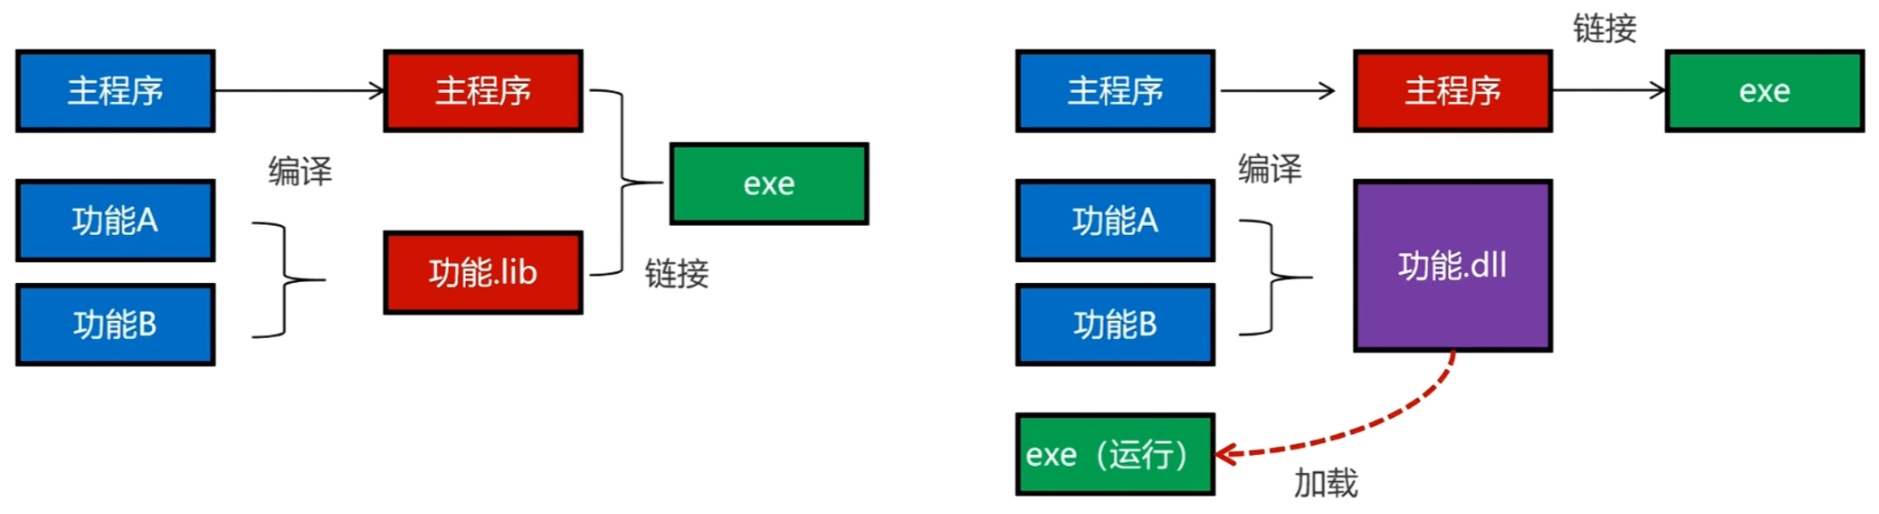 主程序
主程序
编译
功能A
功能B
功能.lib
exe
链接
链接
主程序
主程序
exe
编译
功能A
功能B
功能.dll
exe（运行）
加载